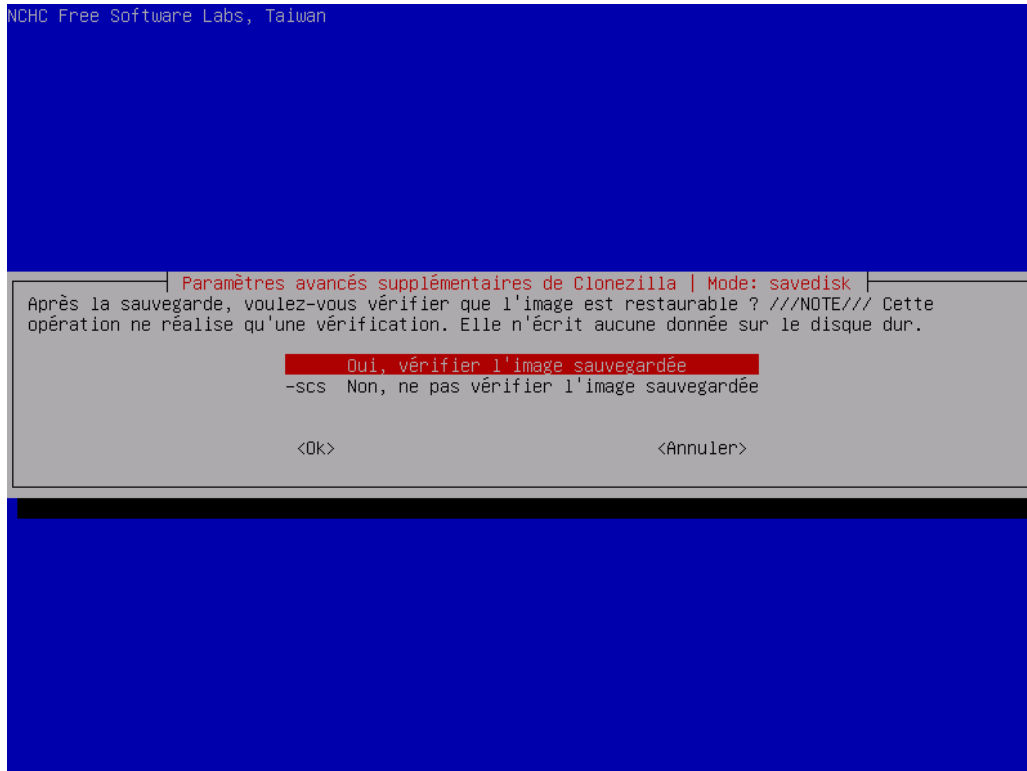 NCHC Free Software Labs, Taiwan
Paramètres avancés supplémentaires de Clonezilla | Mode: savedisk
Après la sauvegarde, voulez-vous vérifier que l'image est restaurable ? ///NOTE/// Cette
opération ne réalise qu'une vérification. Elle n'écrit aucune donnée sur le disque dur.
Oui, vérifier l'image sauvegardée
-scs Non, ne pas vérifier l'image sauvegardée
<Ok> <Annuler>